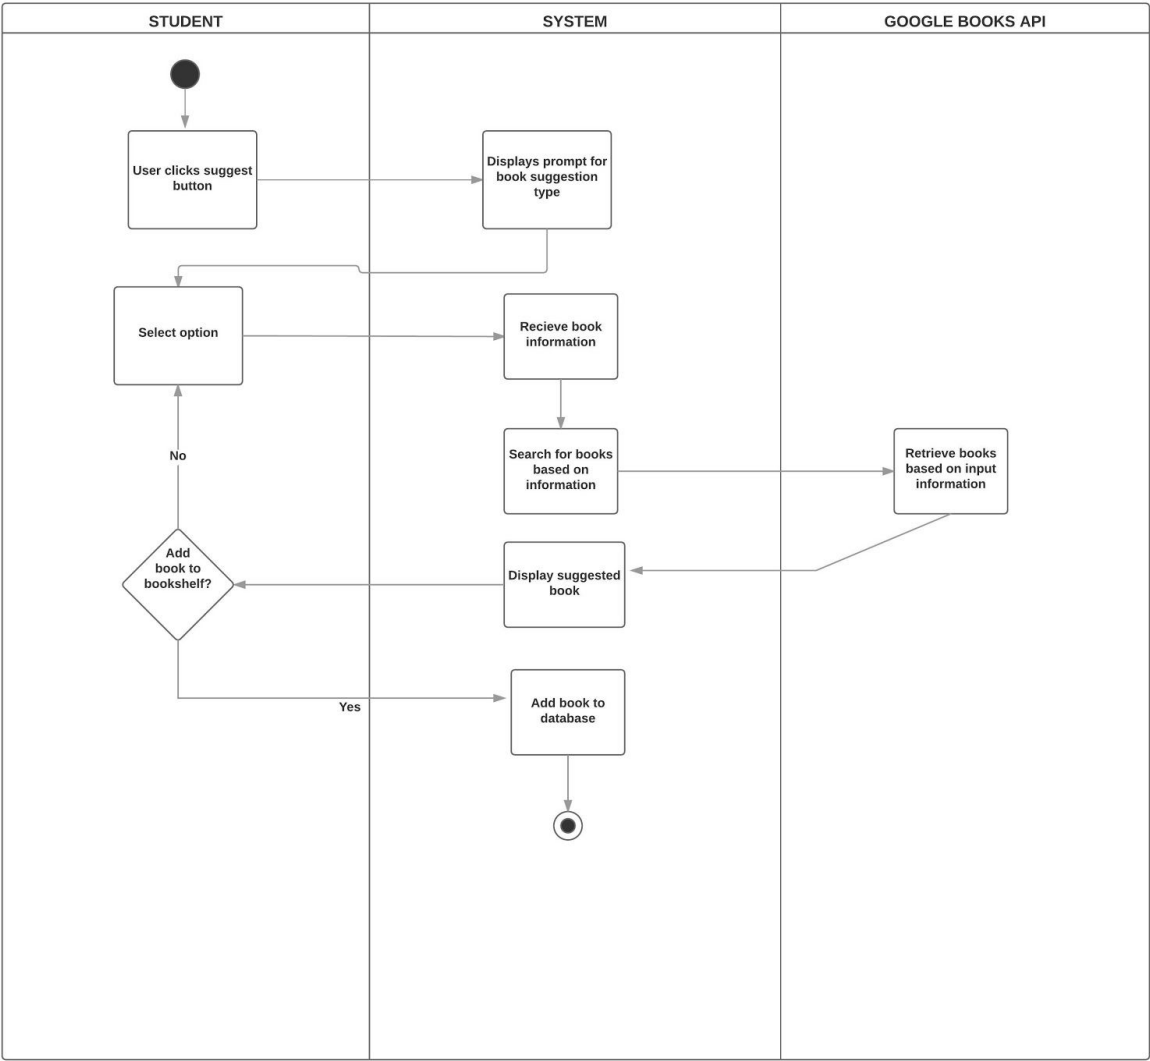 STUDENT
SYSTEM
GOOGLE BOOKS API
User clicks suggest
button
Displays prompt for
book suggestion
type
Select option
Recieve book
information
No
Search for books
based on
information
Retrieve books
based on input
information
Add
book to
bookshelf?
Display suggested
book
Yes
Add book to
database